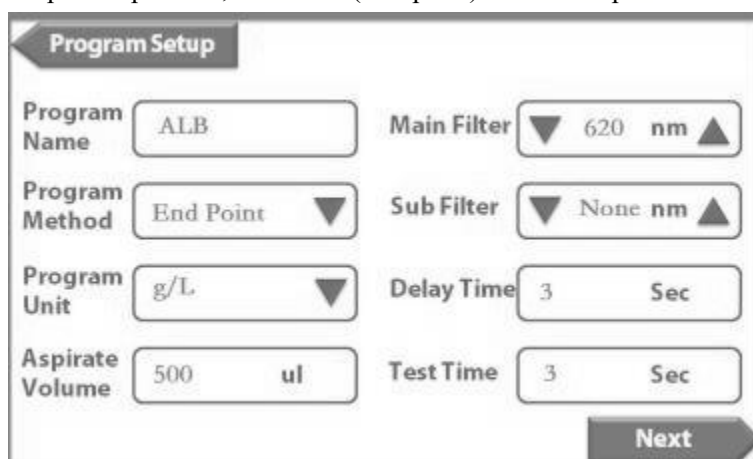 Program Setup
Program Name
ALB
Main Filter
620 nm
Program Method
End Point
Sub Filter
None nm
Program Unit
g/L
Delay Time
3 Sec
Aspirate Volume
500 ul
Test Time
3 Sec
Next